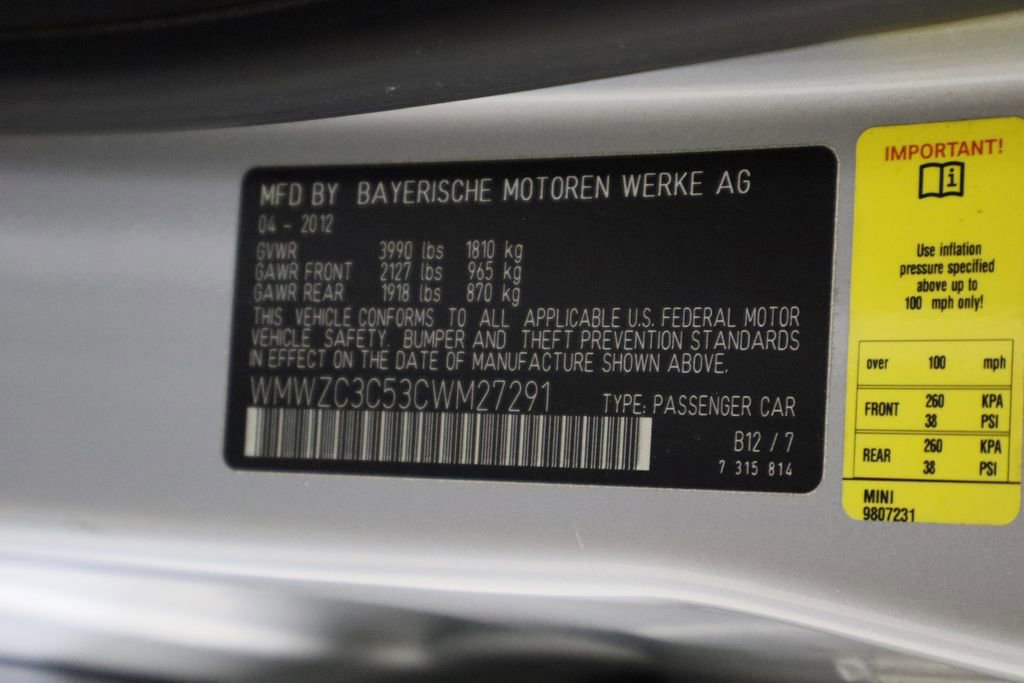 MFD BY BAYERISCHE MOTOREN WERKE AG
04 - 2012
GVWR 3990 lbs 1810 kg
GAWR FRONT 2127 lbs 965 kg
GAWR REAR 1918 lbs 870 kg
THIS VEHICLE CONFORMS TO ALL APPLICABLE U.S. FEDERAL MOTOR
VEHICLE SAFETY, BUMPER AND THEFT PREVENTION STANDARDS
IN EFFECT ON THE DATE OF MANUFACTURE SHOWN ABOVE.
WMWZC3C53CWM27291 TYPE: PASSENGER CAR
B12 / 7
7 315 814
IMPORTANT!
i
Use inflation
pressure specified
above up to
100 mph only!
over 100 mph
FRONT 260 KPA
38 PSI
REAR 260 KPA
38 PSI
MINI
9807231